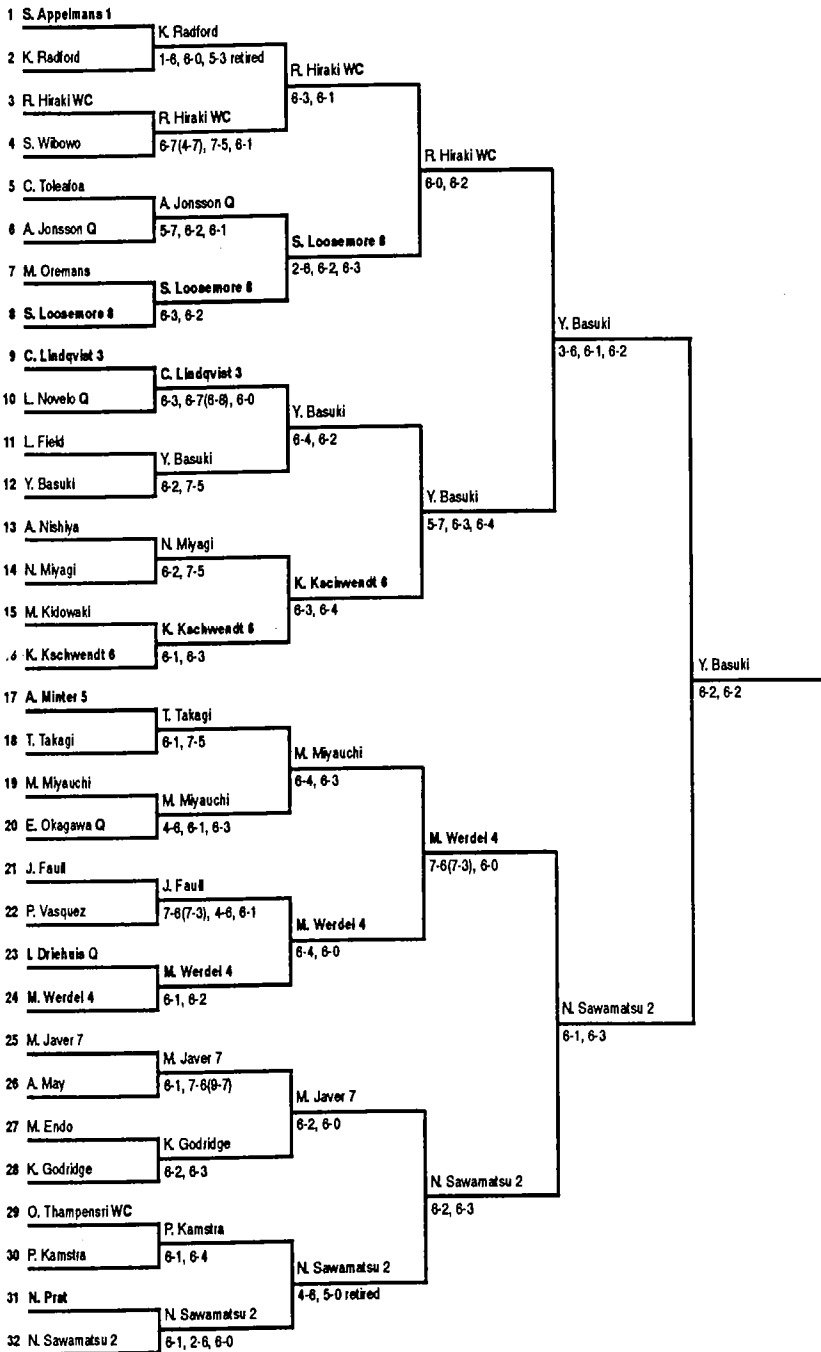 1 S. Appelmans 1
2 K. Radford
3 R. Hiraki WC
4 S. Wibowo
5 C. Toleafoa
6 A. Jonsson Q
7 M. Oremans
8 S. Loosemore 8
9 C. Lindqvist 3
10 L. Novelo Q
11 L. Field
12 Y. Basuki
13 A. Nishiya
14 N. Miyagi
15 M. Kidowaki
.6 K. Kschwendt 6
17 A. Minter 5
18 T. Takagi
19 M. Miyauchi
20 E. Okagawa Q
21 J. Faull
22 P. Vasquez
23 I. Driehuis Q
24 M. Werdel 4
25 M. Javer 7
26 A. May
27 M. Endo
28 K. Godridge
29 O. Thampensri WC
30 P. Kamstra
31 N. Prat
32 N. Sawamatsu 2
K. Radford
1-6, 6-0, 5-3 retired
R. Hiraki WC
6-7(4-7), 7-5, 6-1
A. Jonsson Q
5-7, 6-2, 6-1
S. Loosemore 8
6-3, 6-2
C. Lindqvist 3
6-3, 6-7(6-8), 6-0
Y. Basuki
6-2, 7-5
N. Miyagi
6-2, 7-5
K. Kschwendt 6
6-1, 6-3
T. Takagi
6-1, 7-5
M. Miyauchi
4-6, 6-1, 6-3
J. Faull
7-6(7-3), 4-6, 6-1
M. Werdel 4
6-1, 6-2
M. Javer 7
6-1, 7-6(9-7)
K. Godridge
6-2, 6-3
P. Kamstra
6-1, 6-4
N. Sawamatsu 2
6-1, 2-6, 6-0
R. Hiraki WC
6-3, 6-1
S. Loosemore 8
2-6, 6-2, 6-3
Y. Basuki
6-4, 6-2
K. Kschwendt 6
6-3, 6-4
M. Miyauchi
6-4, 6-3
M. Werdel 4
6-4, 6-0
M. Javer 7
6-2, 6-0
N. Sawamatsu 2
4-6, 5-0 retired
R. Hiraki WC
6-0, 6-2
Y. Basuki
5-7, 6-3, 6-4
M. Werdel 4
7-6(7-3), 6-0
N. Sawamatsu 2
6-2, 6-3
Y. Basuki
3-6, 6-1, 6-2
N. Sawamatsu 2
6-1, 6-3
Y. Basuki
6-2, 6-2